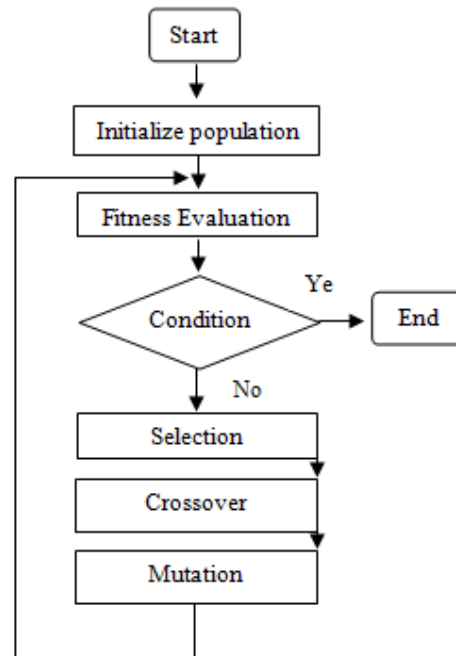 Start
Initialize population
Fitness Evaluation
Ye
Condition
End
No
Selection
Crossover
Mutation